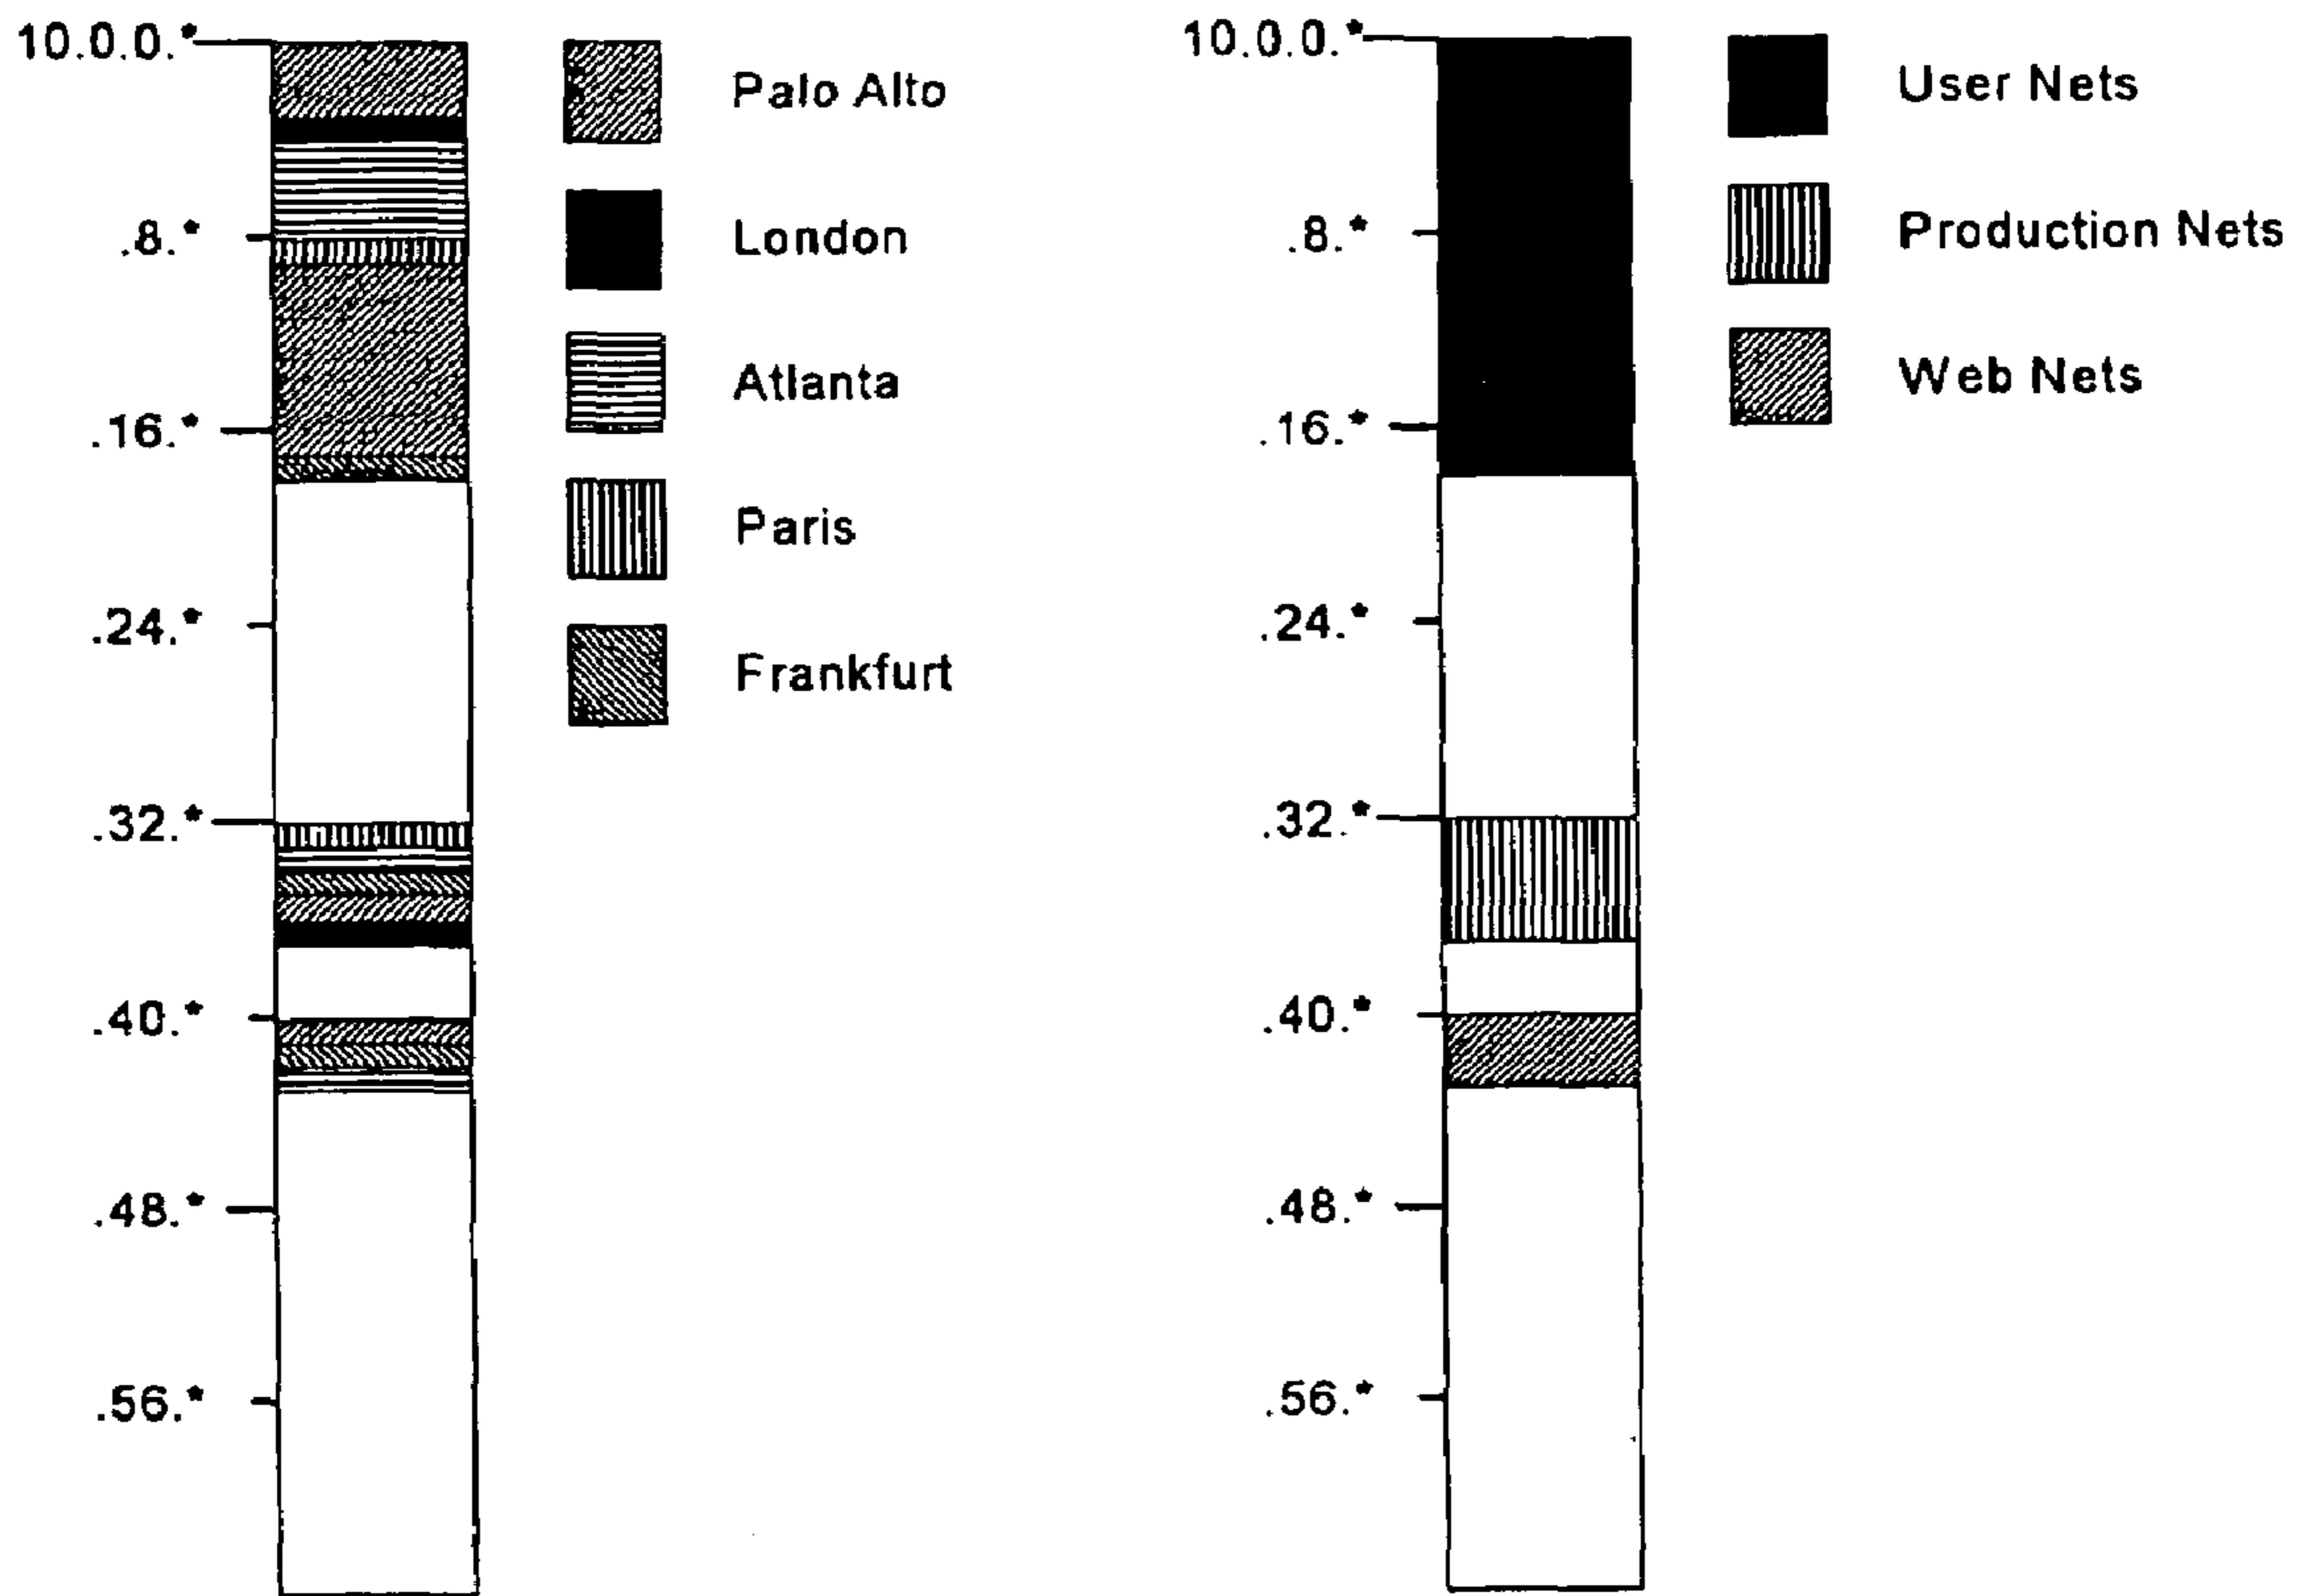 10.0.0.*
.8.*
.16.*
.24.*
.32.*
.40.*
.48.*
.56.*
Palo Alto
London
Atlanta
Paris
Frankfurt
10.0.0.*
.8.*
.16.*
.24.*
.32.*
.40.*
.48.*
.56.*
User Nets
Production Nets
Web Nets